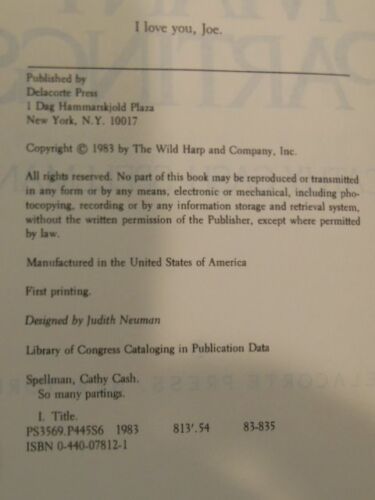 I love you, Joe.
Published by
Delacorte Press
1 Dag Hammarskjold Plaza
New York, N.Y. 10017
Copyright © 1983 by The Wild Harp and Company, Inc.
All rights reserved. No part of this book may be reproduced or transmitted
in any form or by any means, electronic or mechanical, including pho-
tocopying, recording or by any information storage and retrieval system,
without the written permission of the Publisher, except where permitted
by law.
Manufactured in the United States of America
First printing.
Designed by Judith Neuman
Library of Congress Cataloging in Publication Data
Spellman, Cathy Cash.
So many partings.
I. Title.
PS3569.P445S6 1983 813'.54 83-835
ISBN 0-440-07812-1